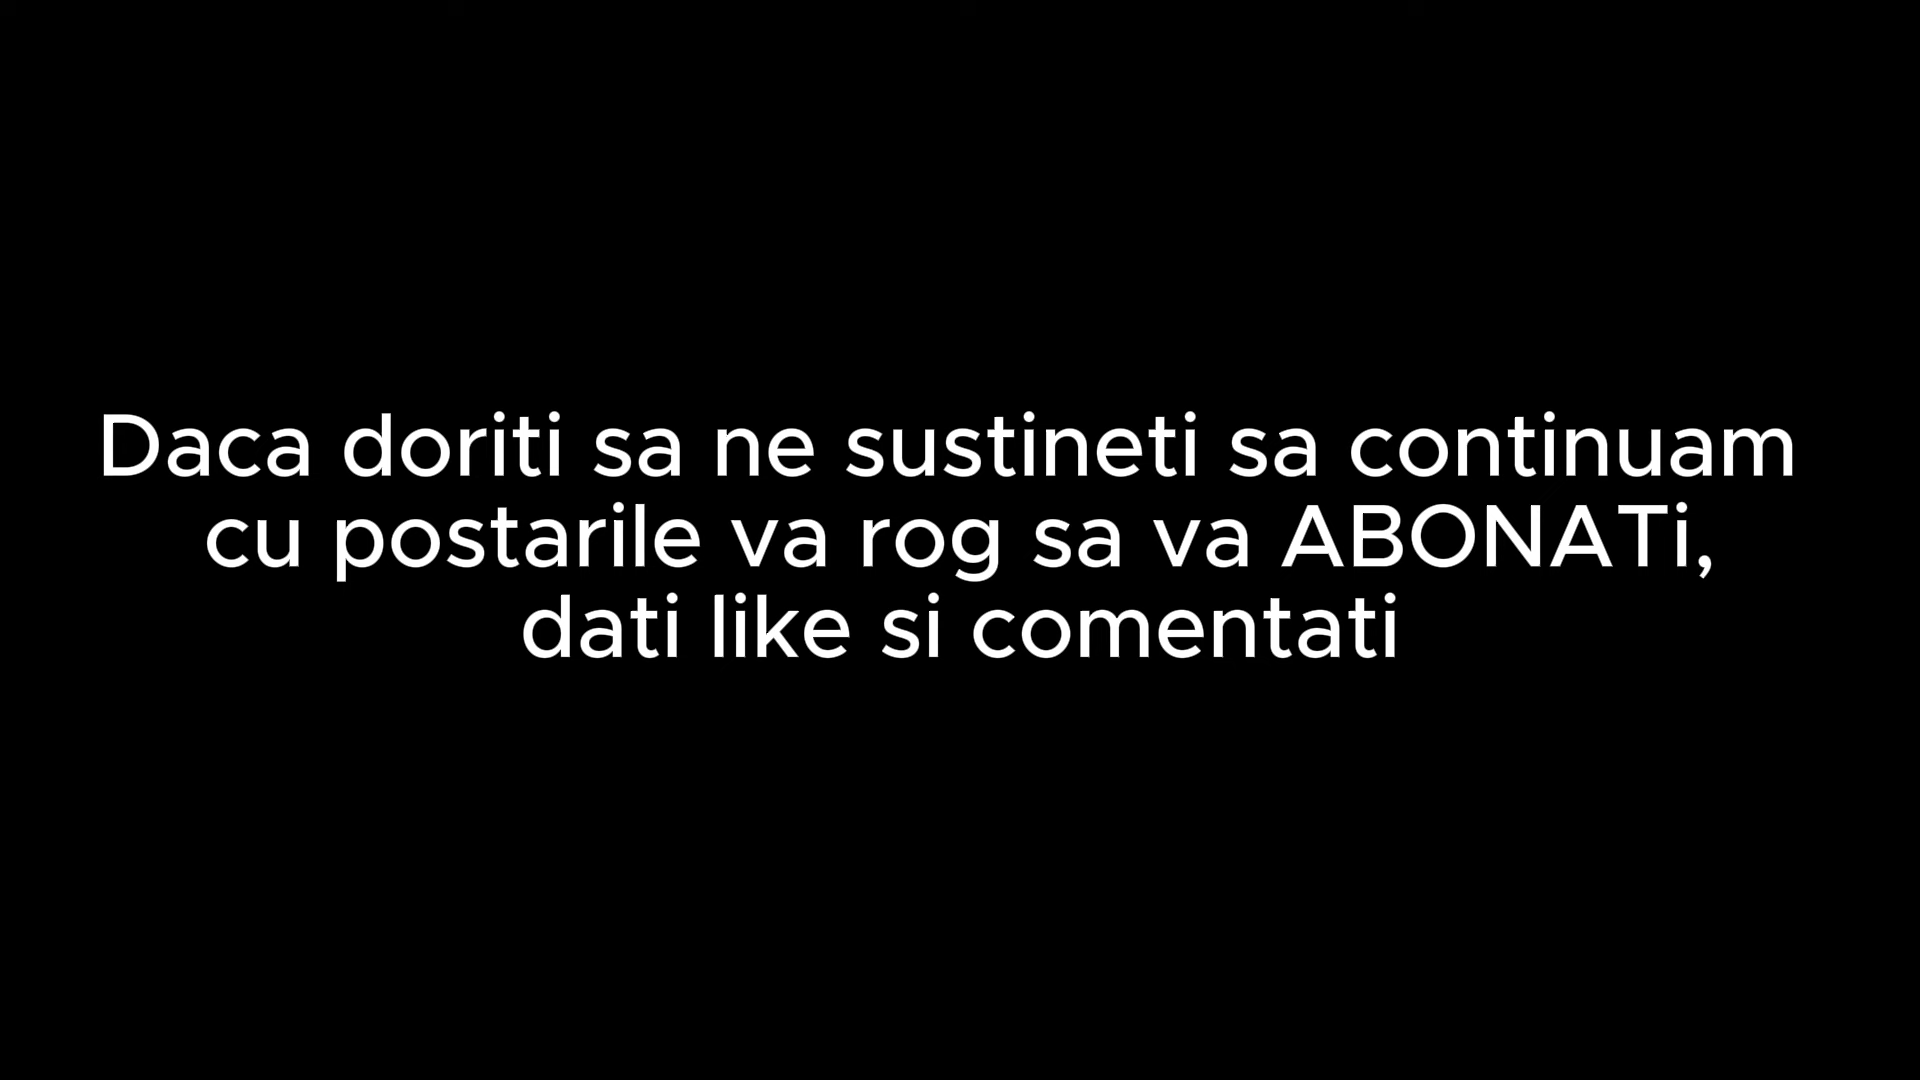 Daca doriti sa ne sustineti sa continuam
cu postarile va rog sa va ABONATi,
dati like si comentati